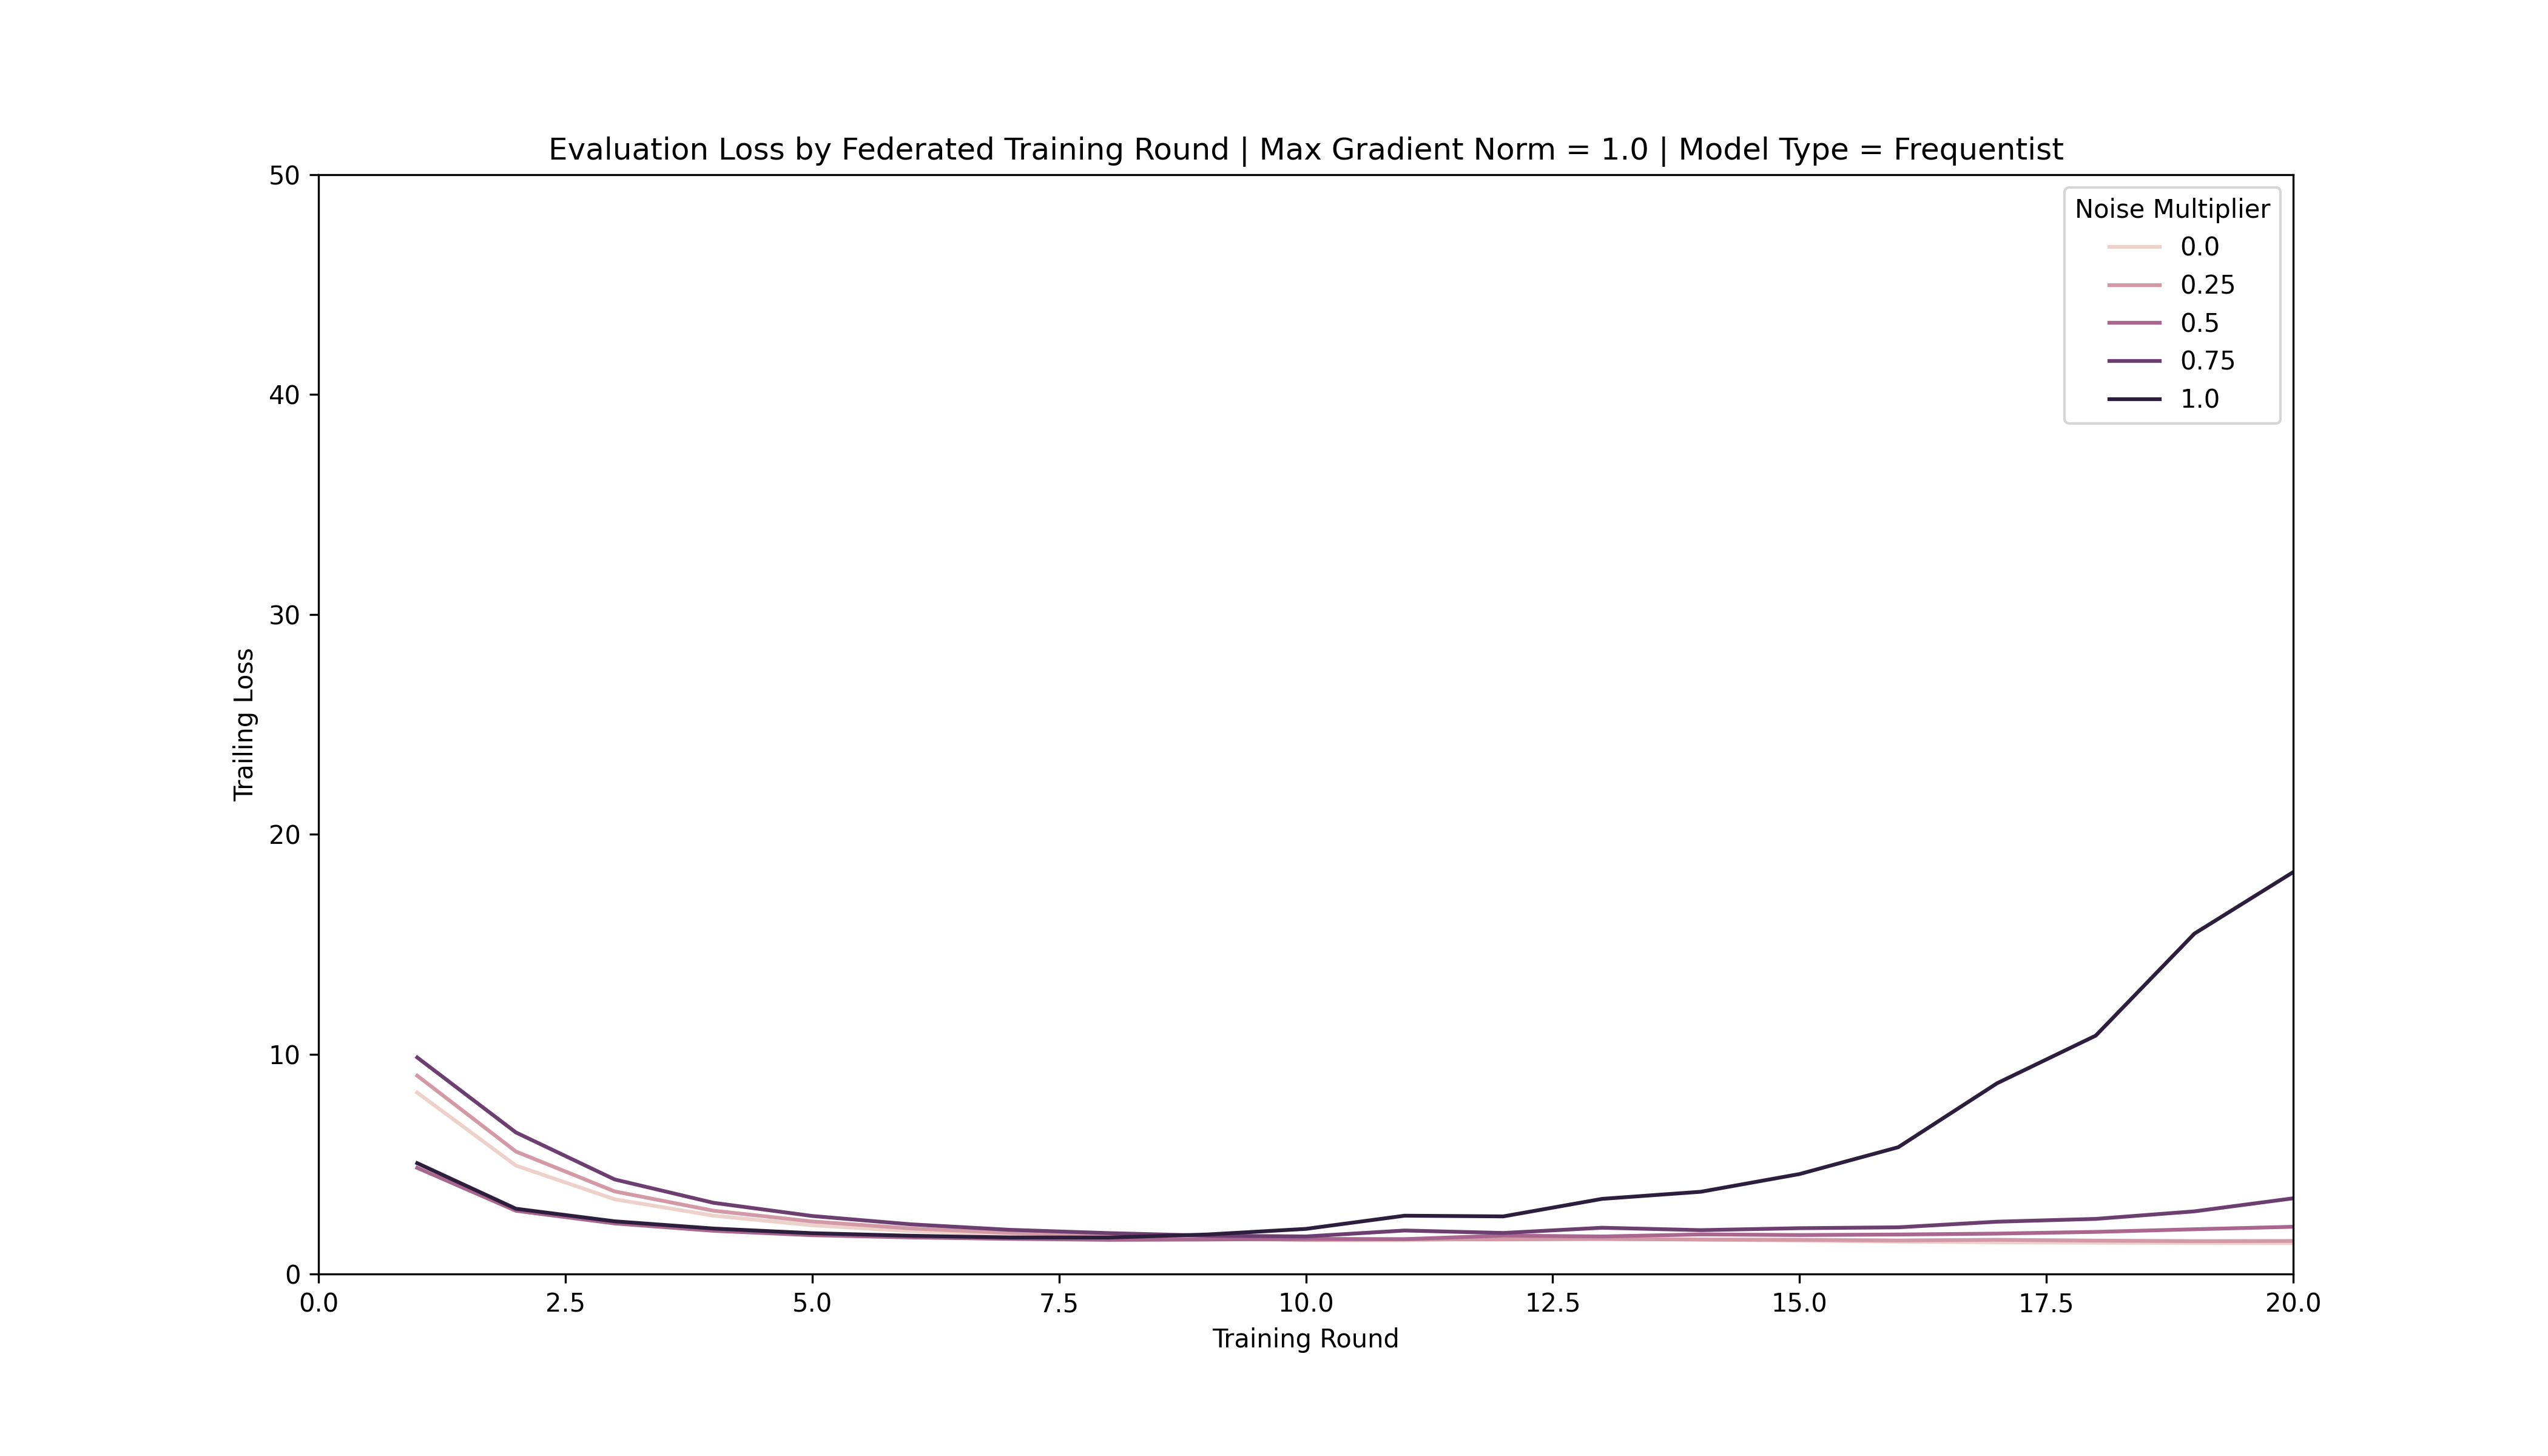 Evaluation Loss by Federated Training Round | Max Gradient Norm = 1.0 | Model Type = Frequentist
50
40
30
20
10
0
Trailing Loss
Noise Multiplier
0.0
0.25
0.5
0.75
1.0
0.0 2.5 5.0 7.5 10.0 12.5 15.0 17.5 20.0
Training Round